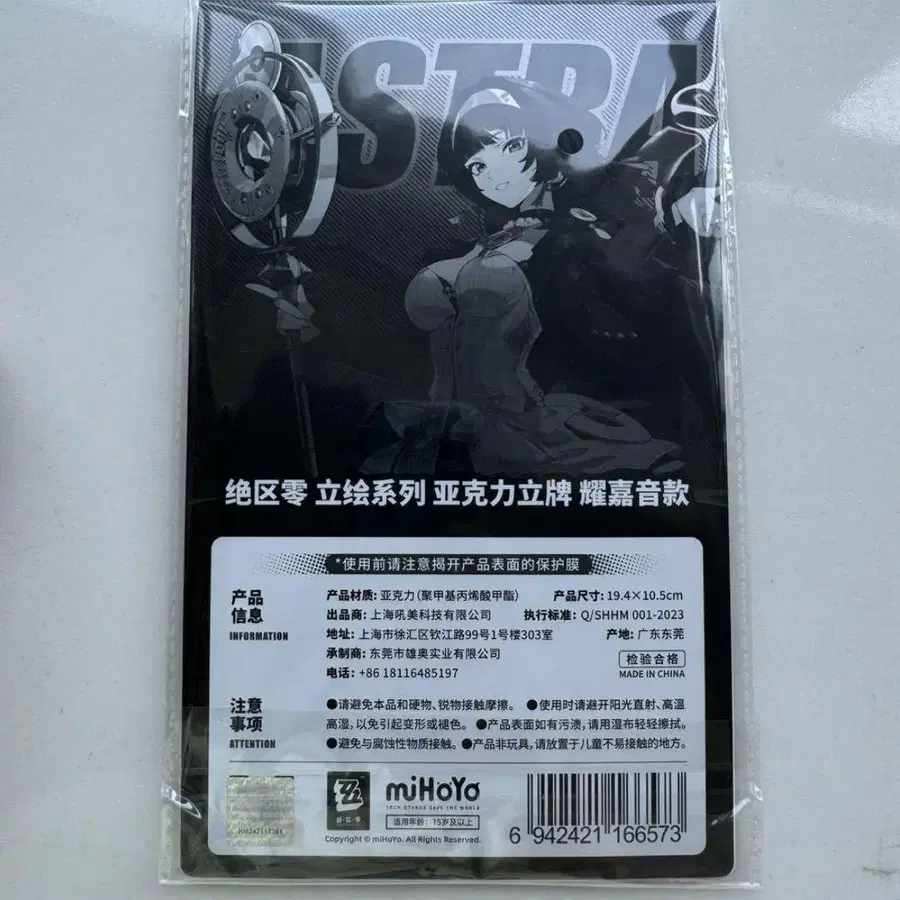 ASTRA
绝区零 立绘系列 亚克力立牌 耀嘉音款
*使用前请注意揭开产品表面的保护膜
产品信息
INFORMATION
产品材质: 亚克力(聚甲基丙烯酸甲酯) 产品尺寸: 19.4×10.5cm
出品商: 上海吼美科技有限公司 执行标准: Q/SHHM 001-2023
地址: 上海市徐汇区钦江路99号1号楼303室 产地: 广东东莞
承制商: 东莞市雄奥实业有限公司 检验合格
电话: +86 18116485197 MADE IN CHINA
注意事项
ATTENTION
●请避免本品和硬物、锐物接触摩擦。 ●使用时请避开阳光直射、高温
高湿, 以免引起变形或褪色。 ●产品表面如有污渍, 请用湿布轻轻擦拭。
●避免与腐蚀性物质接触。 ●产品非玩具, 请放置于儿童不易接触的地方。
绝·区·零
miHoYo
TECH OTAKUS SAVE THE WORLD
适用年龄: 15岁及以上
Copyright © miHoYo. All Rights Reserved.
6 942421 166573